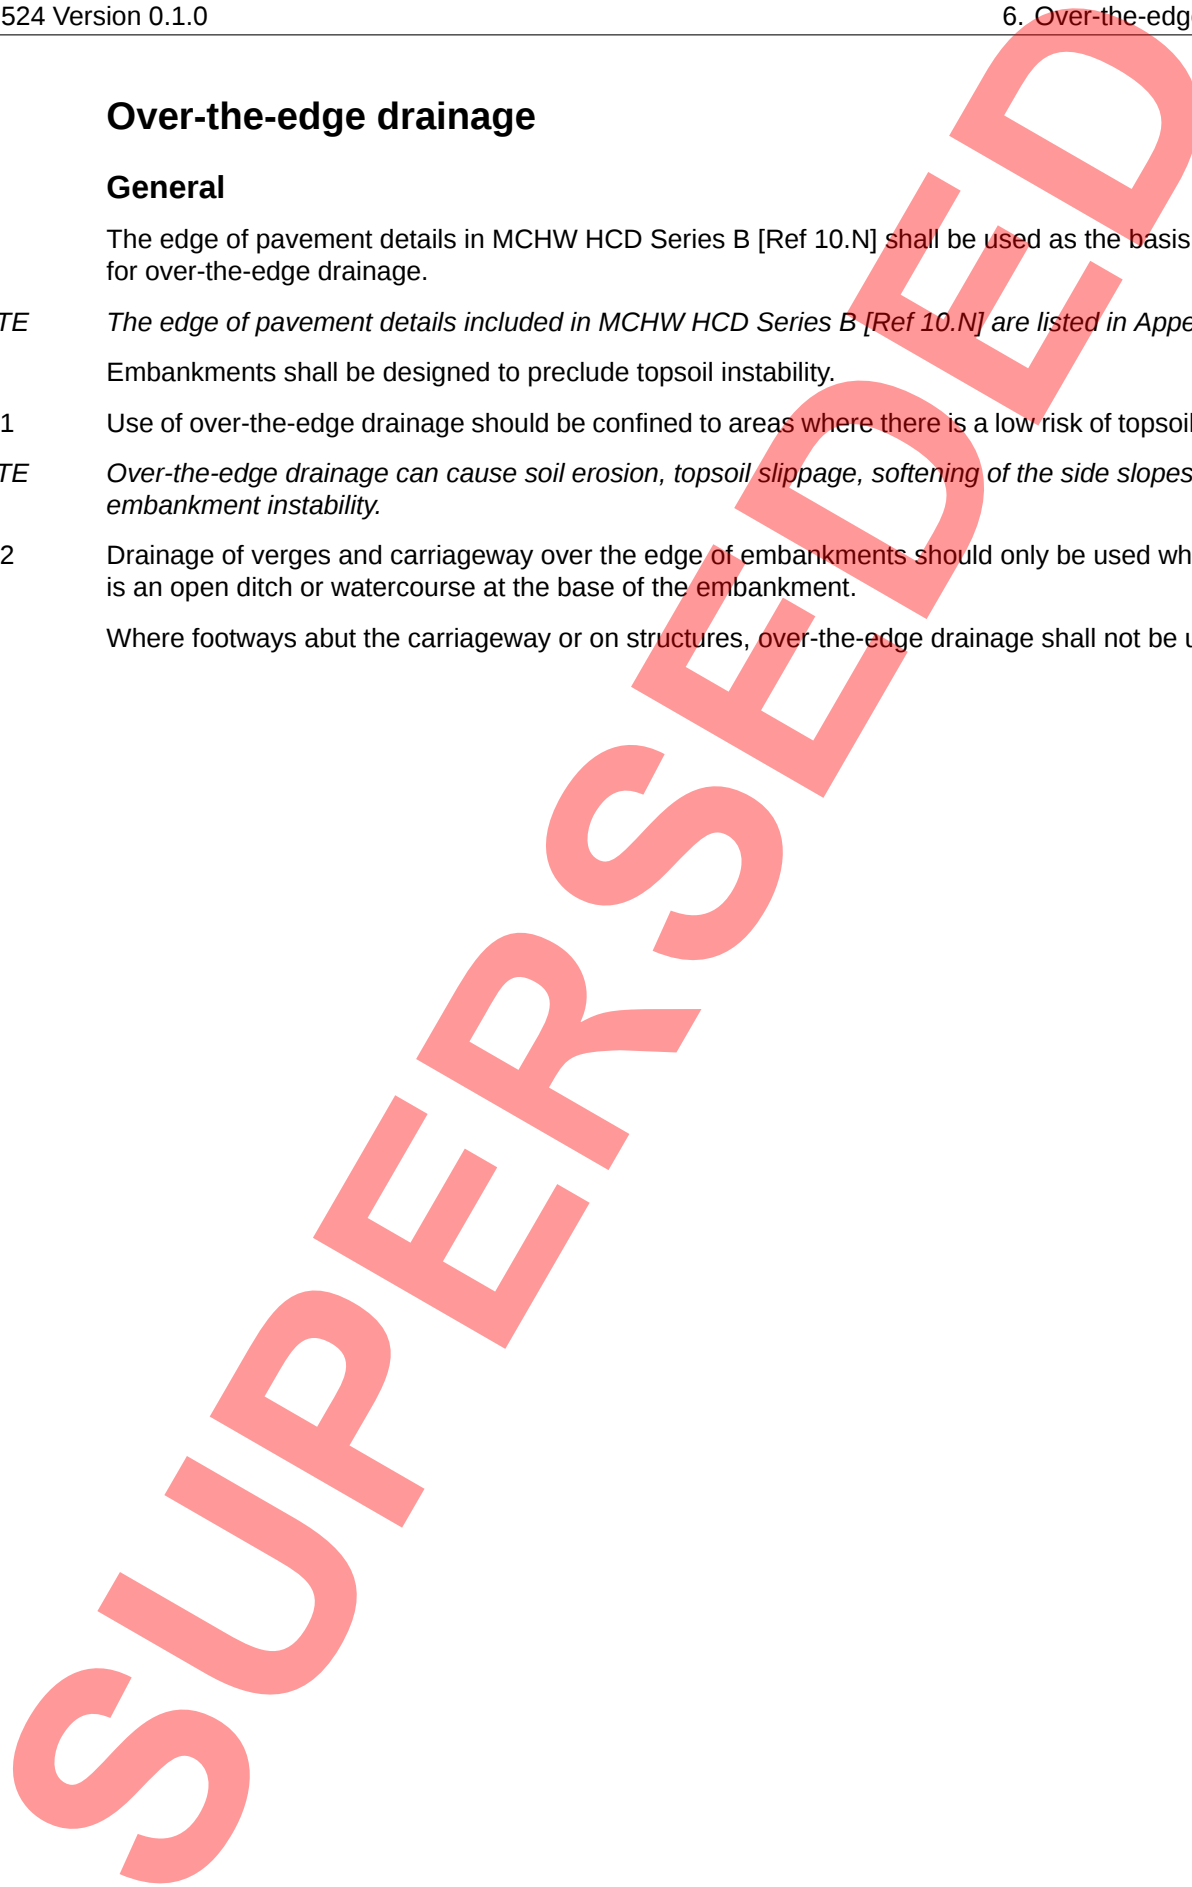 524 Version 0.1.0 6. Over-the-edge
Over-the-edge drainage
General
The edge of pavement details in MCHW HCD Series B [Ref 10.N] shall be used as the basis
for over-the-edge drainage.
TE The edge of pavement details included in MCHW HCD Series B [Ref 10.N] are listed in Appe
Embankments shall be designed to preclude topsoil instability.
1 Use of over-the-edge drainage should be confined to areas where there is a low risk of topsoil
TE Over-the-edge drainage can cause soil erosion, topsoil slippage, softening of the side slopes
embankment instability.
2 Drainage of verges and carriageway over the edge of embankments should only be used wh
is an open ditch or watercourse at the base of the embankment.
Where footways abut the carriageway or on structures, over-the-edge drainage shall not be u
SUPERSEDED